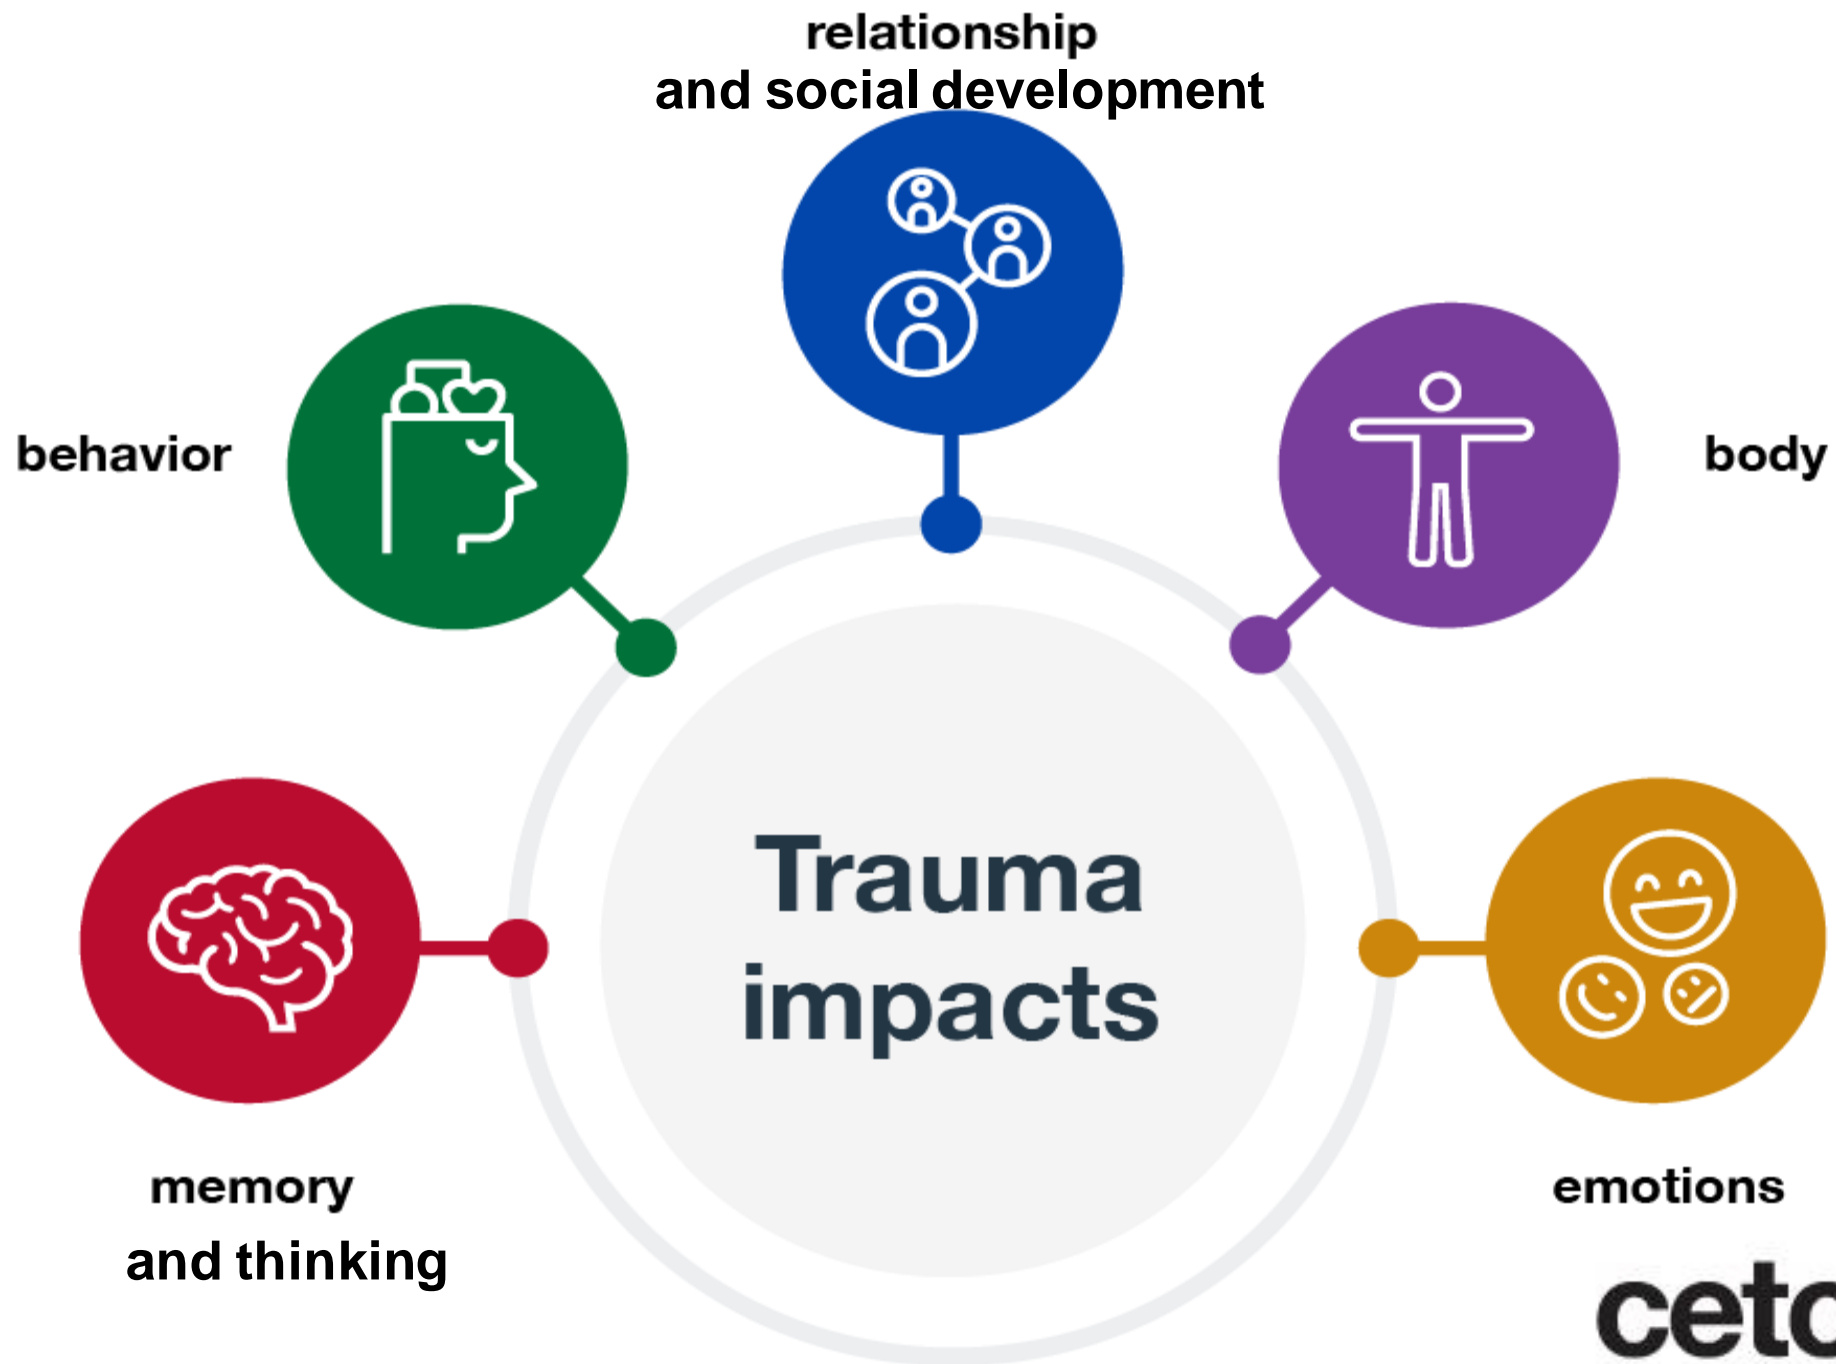 relationship
and social development
behavior
body
Trauma
impacts
memory
and thinking
emotions